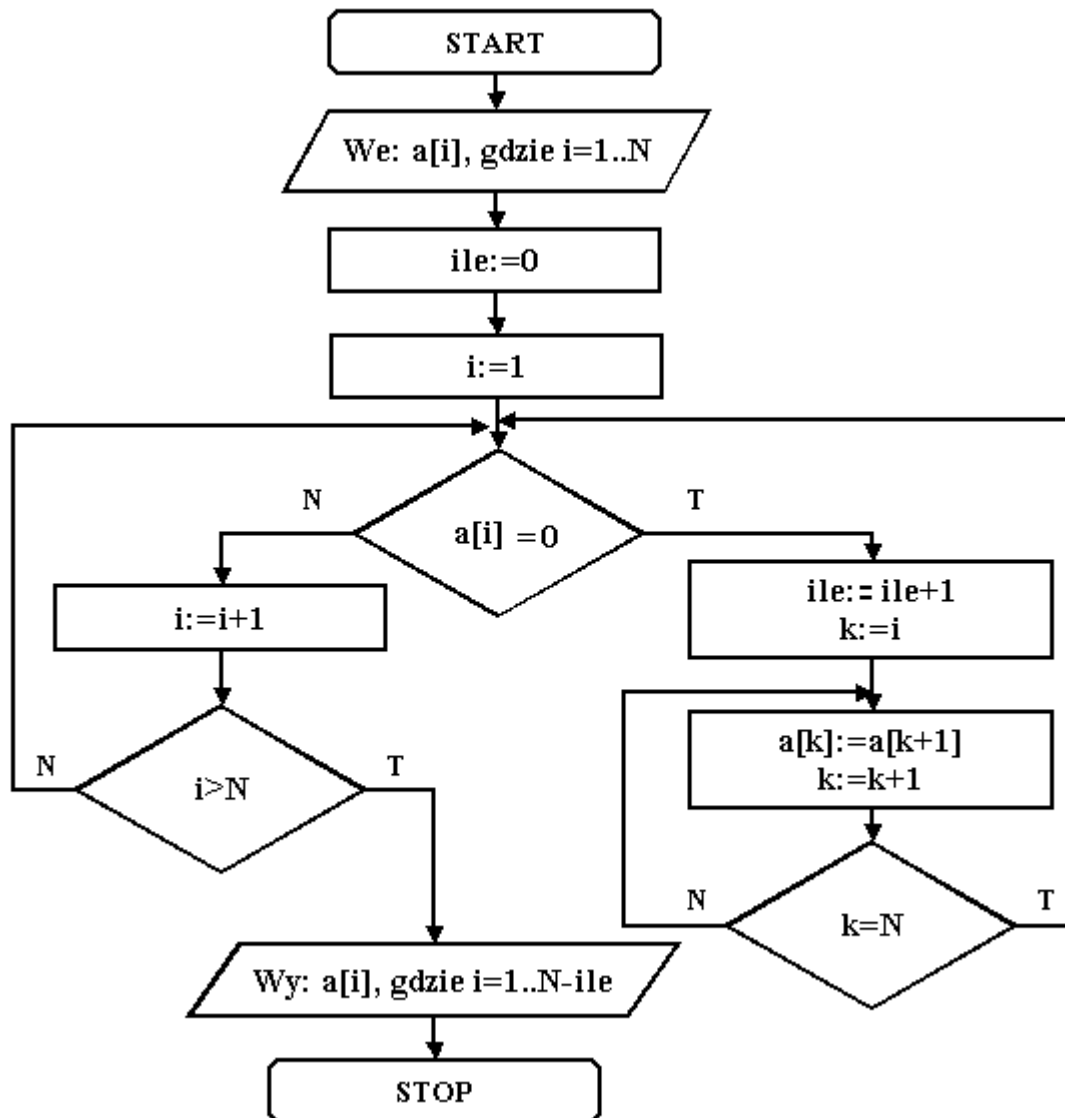 START
We: a[i], gdzie i=1..N
ile:=0
i:=1
N
T
a[i] =0
i:=i+1
ile:= ile+1
k:=i
a[k]:=a[k+1]
k:=k+1
N
T
i>N
N
T
k=N
Wy: a[i], gdzie i=1..N-ile
STOP